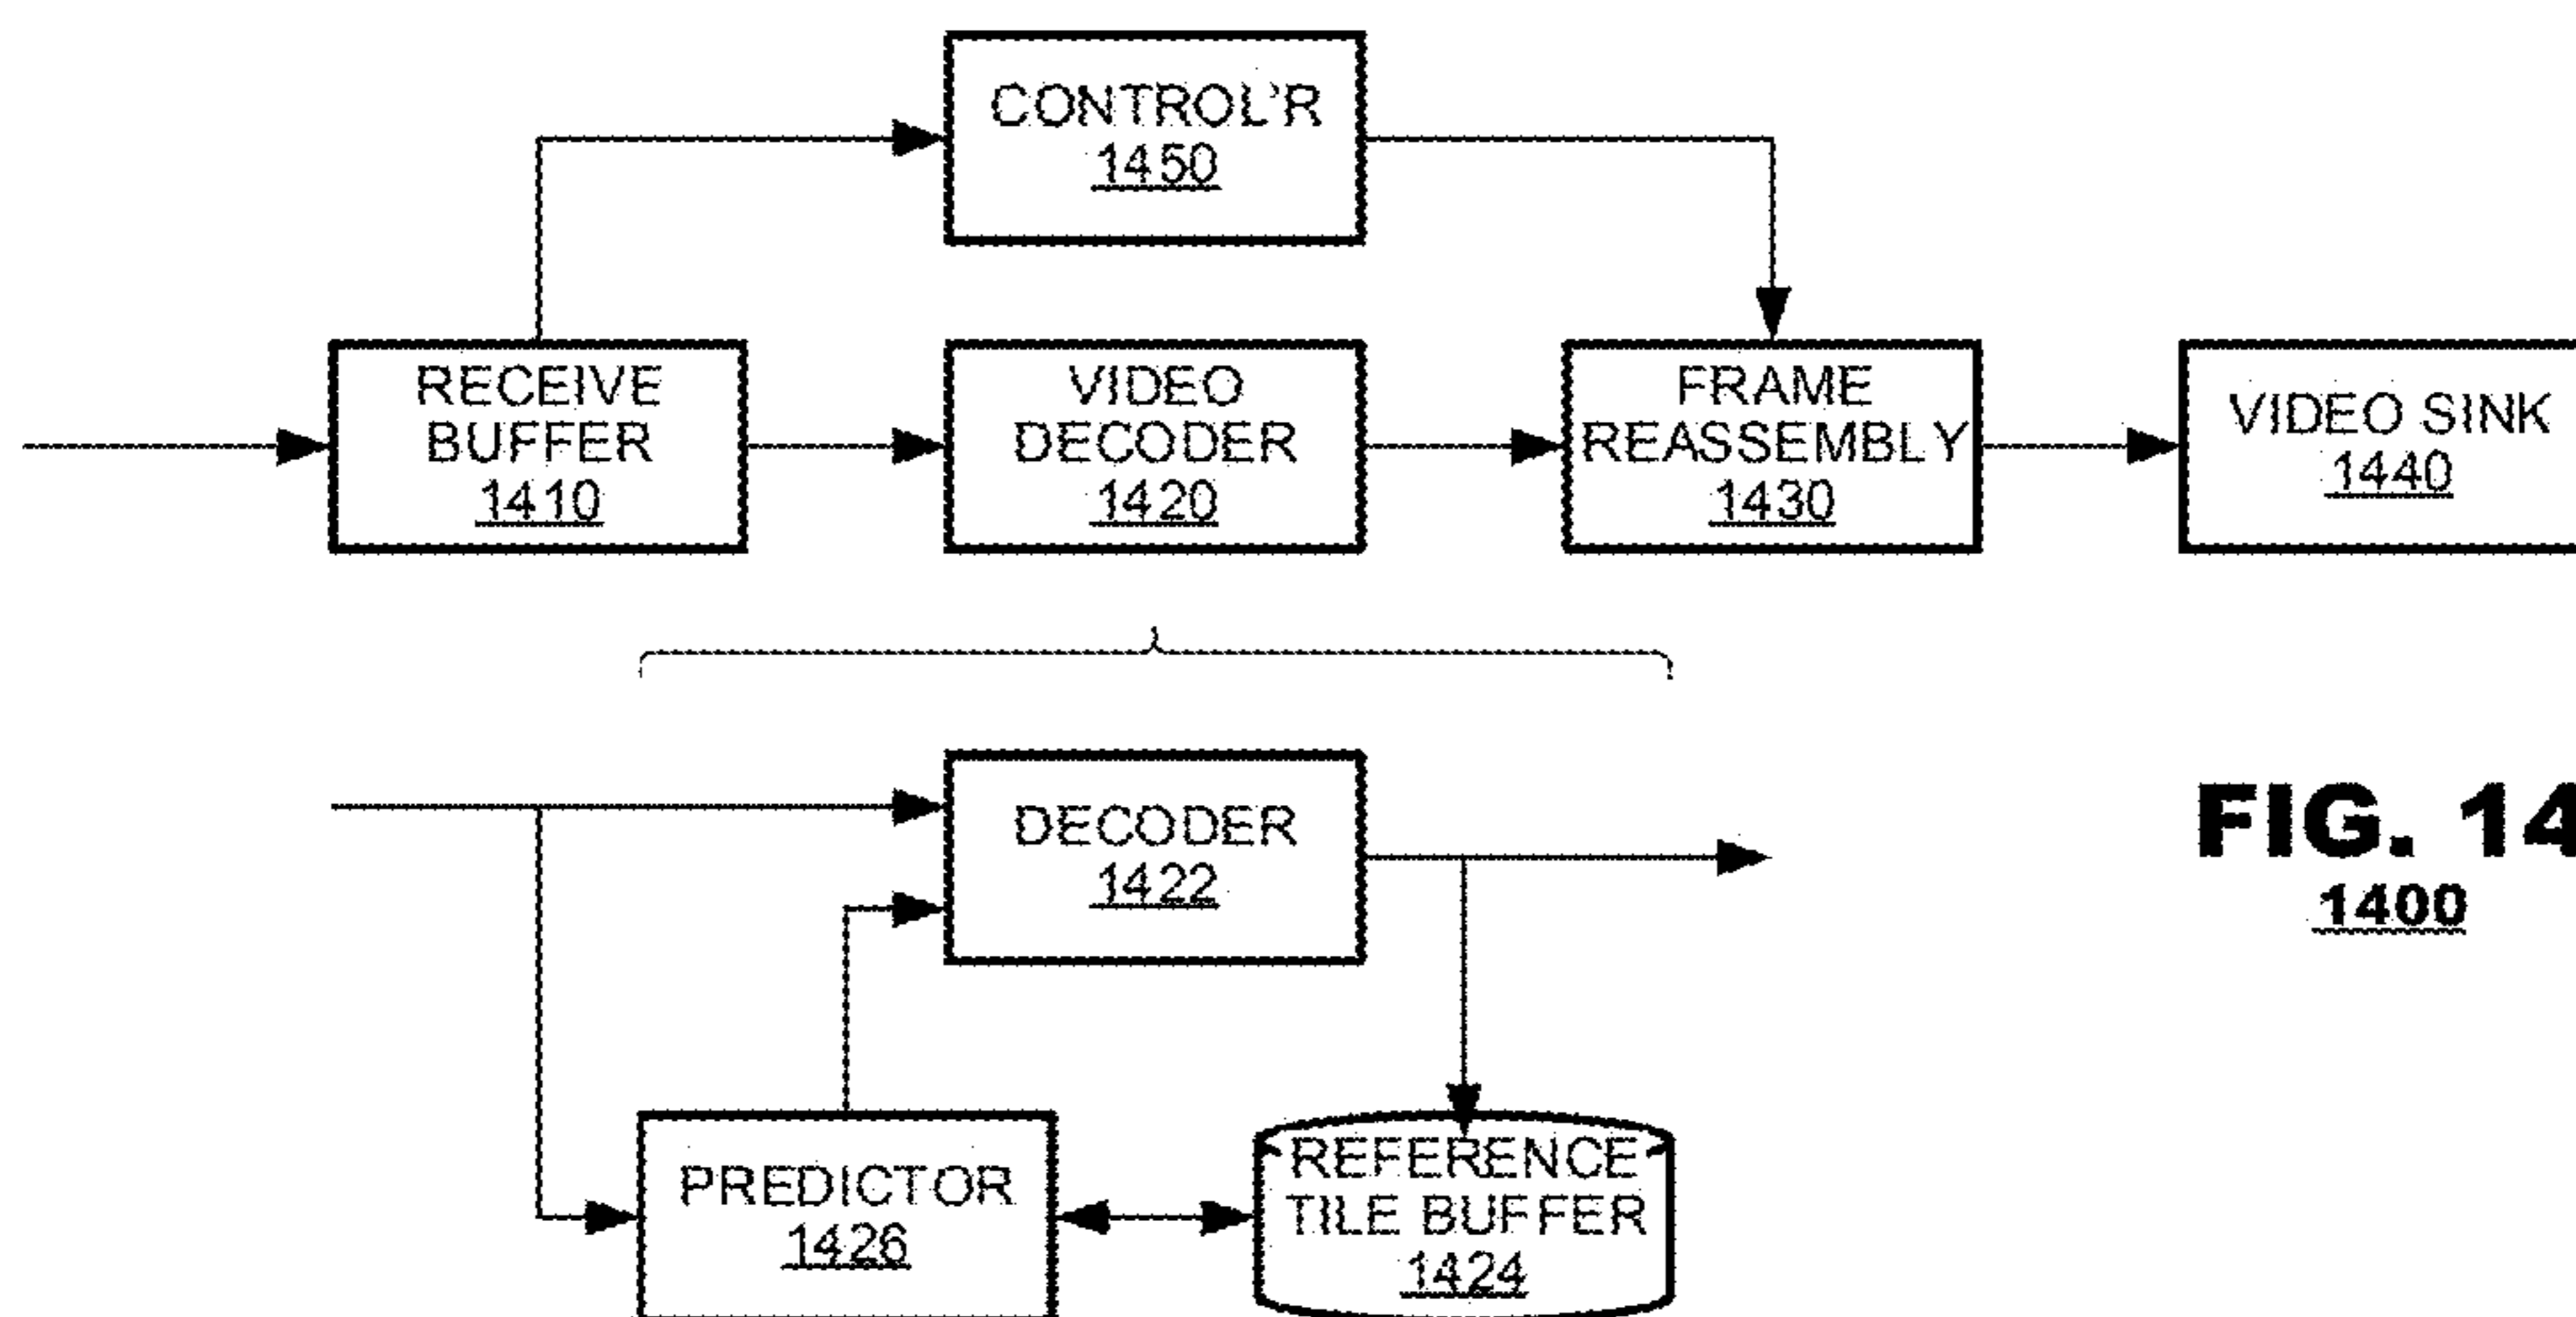 CONTROL'R
1450
RECEIVE
BUFFER
1410
VIDEO
DECODER
1420
FRAME
REASSEMBLY
1430
VIDEO SINK
1440
DECODER
1422
FIG. 14
1400
PREDICTOR
1426
REFERENCE
TILE BUFFER
1424